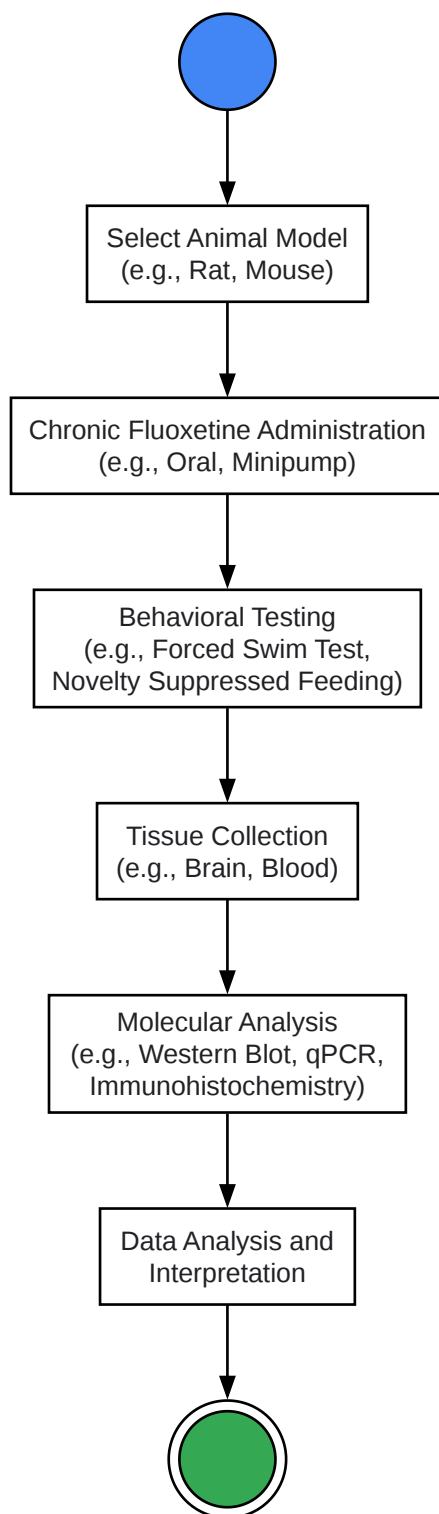 Select Animal Model
(e.g., Rat, Mouse)
Chronic Fluoxetine Administration
(e.g., Oral, Minipump)
Behavioral Testing
(e.g., Forced Swim Test,
Novelty Suppressed Feeding)
Tissue Collection
(e.g., Brain, Blood)
Molecular Analysis
(e.g., Western Blot, qPCR,
Immunohistochemistry)
Data Analysis and
Interpretation